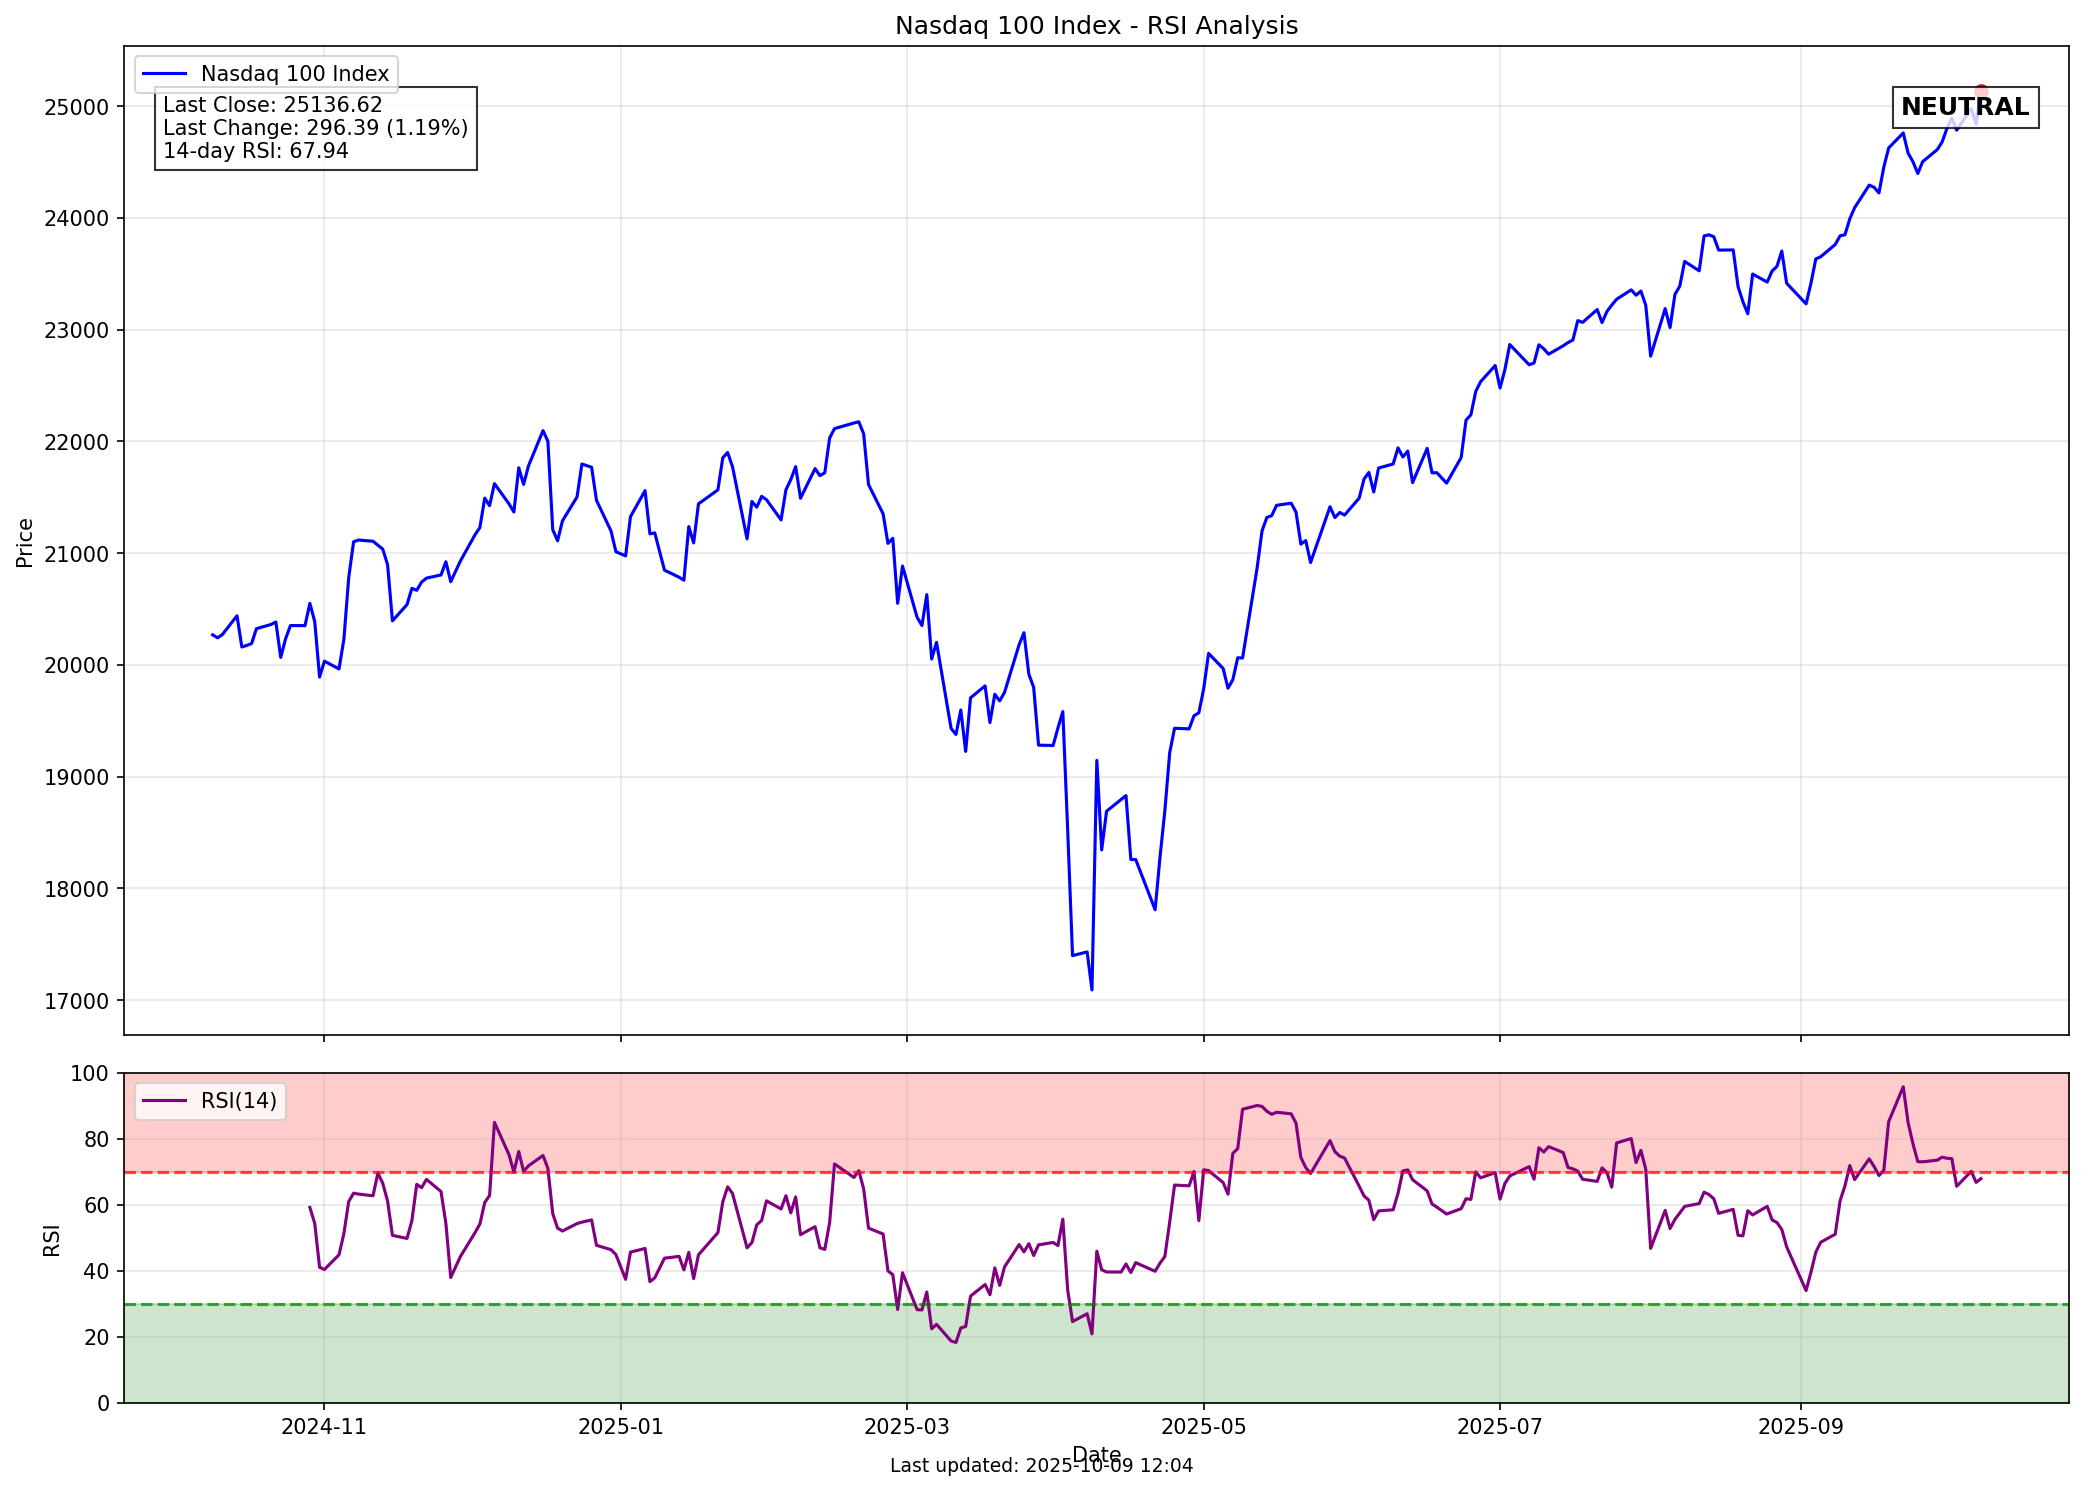 Nasdaq 100 Index - RSI Analysis
Nasdaq 100 Index
Last Close: 25136.62
Last Change: 296.39 (1.19%)
14-day RSI: 67.94
NEUTRAL
Price
25000
24000
23000
22000
21000
20000
19000
18000
17000
RSI(14)
RSI
100
80
60
40
20
0
2024-11
2025-01
2025-03
2025-05
2025-07
2025-09
Date
Last updated: 2025-10-09 12:04